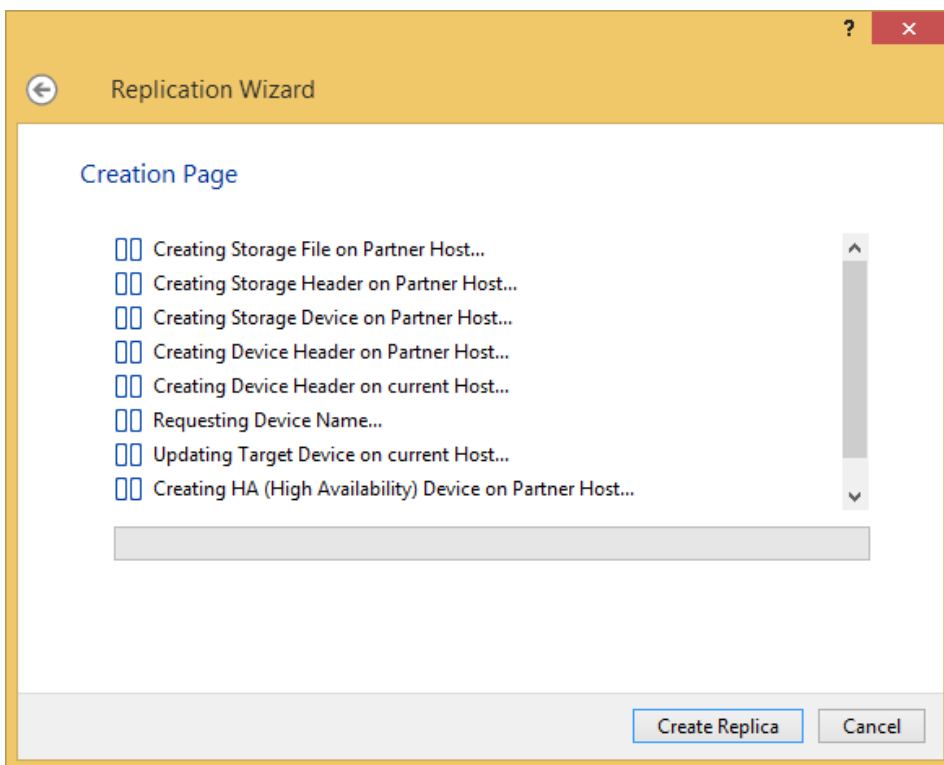 ?
Replication Wizard
Creation Page
Creating Storage File on Partner Host...
Creating Storage Header on Partner Host...
Creating Storage Device on Partner Host...
Creating Device Header on Partner Host...
Creating Device Header on current Host...
Requesting Device Name...
Updating Target Device on current Host...
Creating HA (High Availability) Device on Partner Host...
Create Replica Cancel